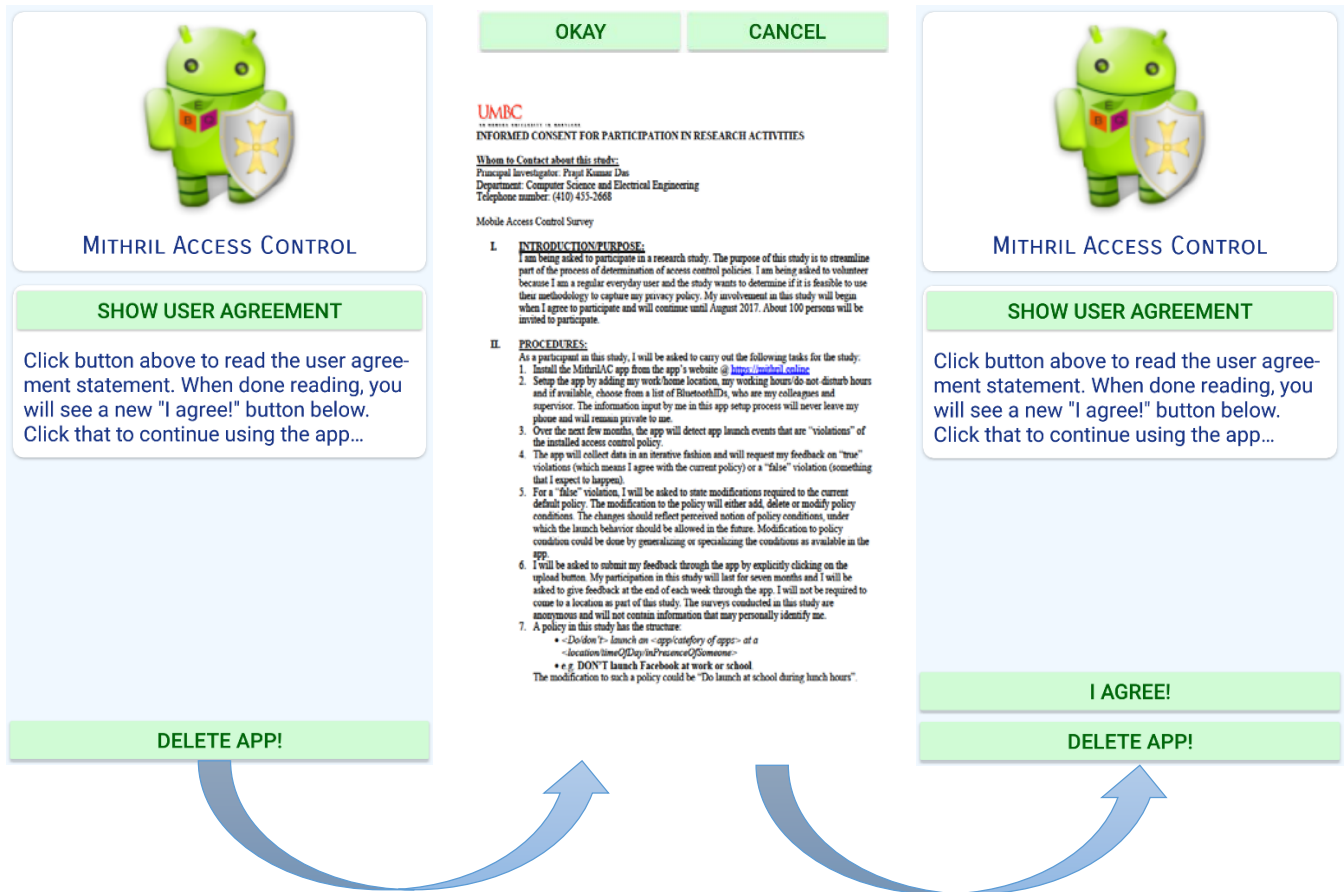 MITHRIL ACCESS CONTROL
SHOW USER AGREEMENT
Click button above to read the user agree-
ment statement. When done reading, you
will see a new "I agree!" button below.
Click that to continue using the app...
DELETE APP!
OKAY
CANCEL
UMBC
INFORMED CONSENT FOR PARTICIPATION IN RESEARCH ACTIVITIES
Whom to Contact about this study:
Principal Investigator: Prajit Kumar Das
Department: Computer Science and Electrical Engineering
Telephone number: (410) 455-2668
Mobile Access Control Survey
I. INTRODUCTION/PURPOSE:
I am being asked to participate in a research study. The purpose of this study is to streamline
part of the process of determination of access control policies. I am being asked to volunteer
because I am a regular everyday user and the study wants to determine if it is feasible to use
their methodology to capture my privacy policy. My involvement in this study will begin
when I agree to participate and will continue until August 2017. About 100 persons will be
invited to participate.
II. PROCEDURES:
As a participant in this study, I will be asked to carry out the following tasks for the study:
1. Install the MithrilAC app from the app's website @ https://mithril.online
2. Setup the app by adding my work/home location, my working hours/do-not-disturb hours
and if available, choose from a list of BluetoothIDs, who are my colleagues and
supervisor. The information input by me in this app setup process will never leave my
phone and will remain private to me.
3. Over the next few months, the app will detect app launch events that are "violations" of
the installed access control policy.
4. The app will collect data in an iterative fashion and will request my feedback on "true"
violations (which means I agree with the current policy) or a "false" violation (something
that I expect to happen).
5. For a "false" violation, I will be asked to state modifications required to the current
default policy. The modification to the policy will either add, delete or modify policy
conditions. The changes should reflect perceived notion of policy conditions, under
which the launch behavior should be allowed in the future. Modification to policy
condition could be done by generalizing or specializing the conditions as available in the
app.
6. I will be asked to submit my feedback through the app by explicitly clicking on the
upload button. My participation in this study will last for seven months and I will be
asked to give feedback at the end of each week through the app. I will not be required to
come to a location as part of this study. The surveys conducted in this study are
anonymous and will not contain information that may personally identify me.
7. A policy in this study has the structure:
• <Do/don't> launch an <app/catefory of apps> at a
<location/timeOfDay/inPresenceOfSomeone>
• e.g. DON'T launch Facebook at work or school.
The modification to such a policy could be "Do launch at school during lunch hours".
MITHRIL ACCESS CONTROL
SHOW USER AGREEMENT
Click button above to read the user agree-
ment statement. When done reading, you
will see a new "I agree!" button below.
Click that to continue using the app...
I AGREE!
DELETE APP!